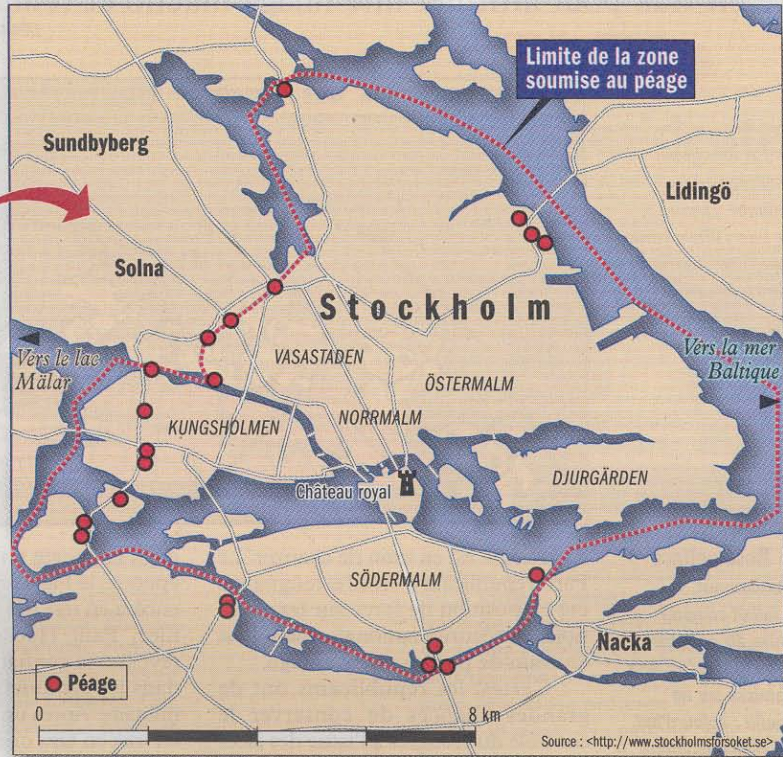 Limite de la zone
soumise au péage
Sundbyberg
Lidingö
Solna
Stockholm
Vers le lac
Mälar
VASASTADEN
Vers la mer
Baltique
ÖSTERMALM
KUNGSHOLMEN
NORRMALM
DJURGÄRDEN
Château royal
SÖDERMALM
Nacka
Péage
0
8 km
Source : <http://www.stockholmsforsoket.se>